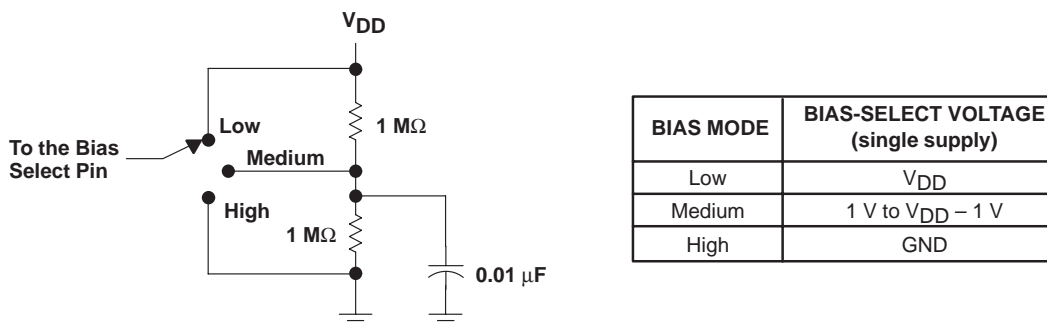 VDD
Low
1 MΩ
To the Bias
Select Pin
Medium
High
1 MΩ
0.01 μF
BIAS MODE
BIAS-SELECT VOLTAGE
(single supply)
Low
VDD
Medium
1 V to VDD – 1 V
High
GND